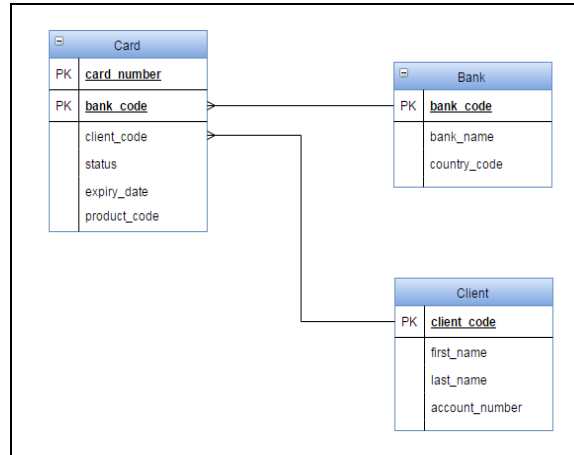 Card
PK card_number
PK bank_code
client_code
status
expiry_date
product_code
Bank
PK bank_code
bank_name
country_code
Client
PK client_code
first_name
last_name
account_number